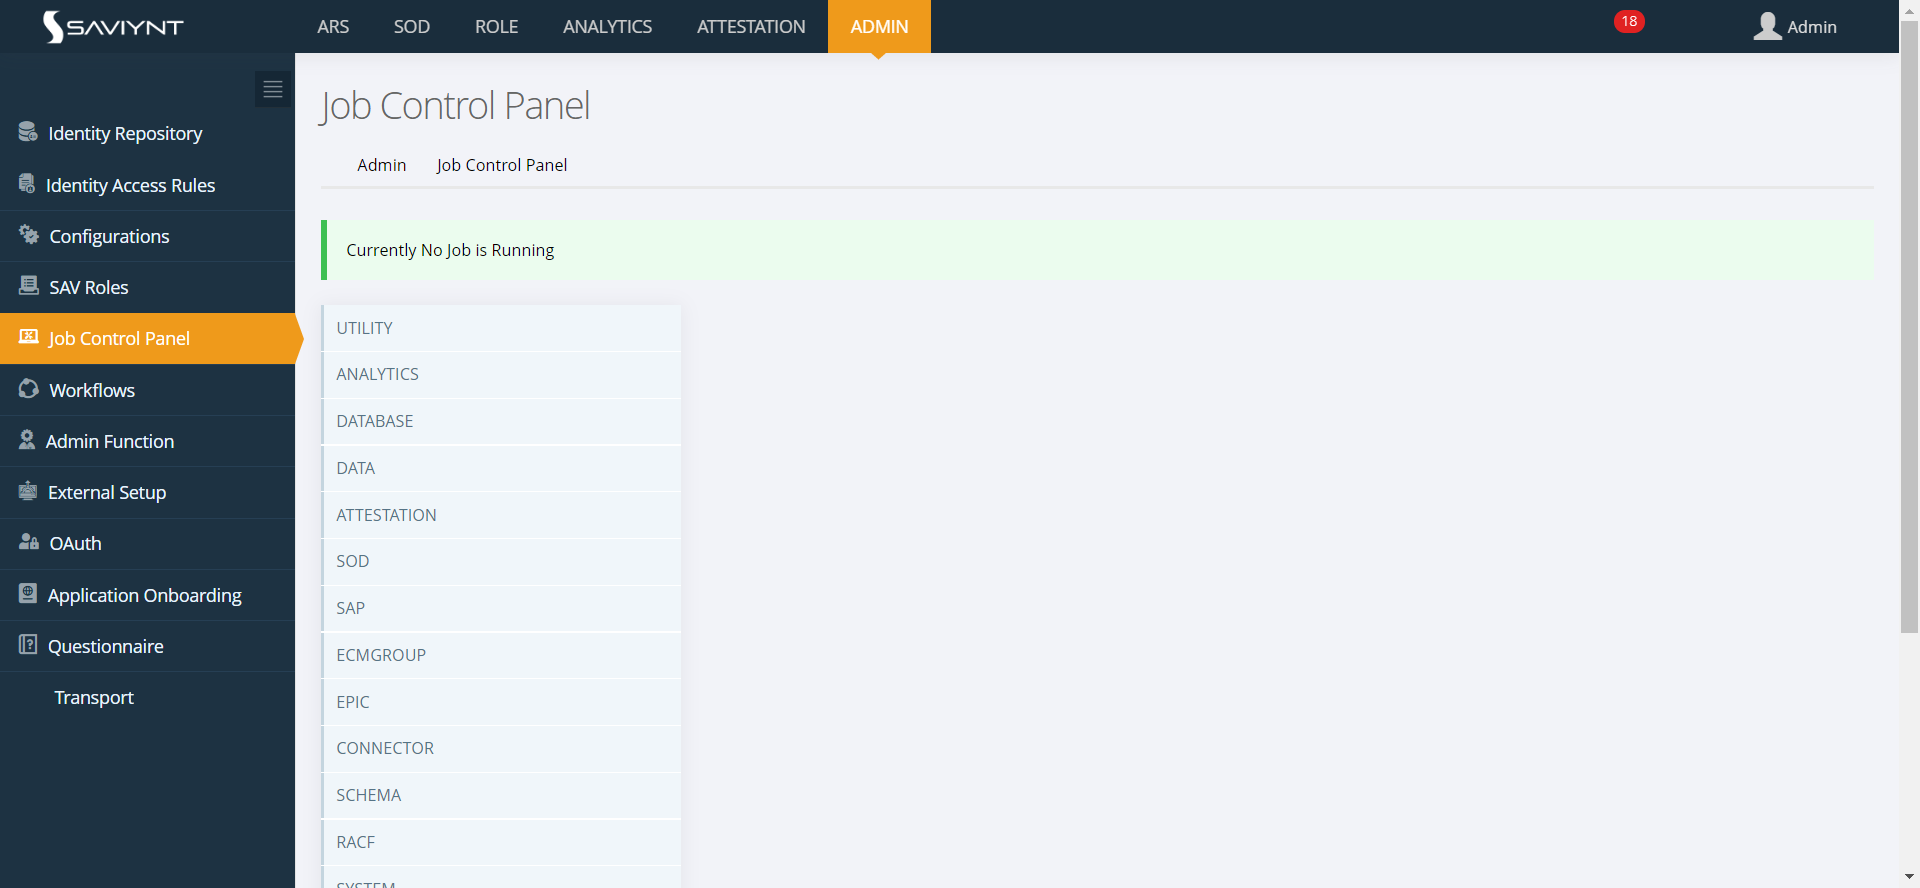 SAVIYNT
ARS SOD ROLE ANALYTICS ATTESTATION ADMIN
18
Admin
Identity Repository
Identity Access Rules
Configurations
SAV Roles
Job Control Panel
Workflows
Admin Function
External Setup
OAuth
Application Onboarding
Questionnaire
Transport
Job Control Panel
Admin Job Control Panel
Currently No Job is Running
UTILITY
ANALYTICS
DATABASE
DATA
ATTESTATION
SOD
SAP
ECMGROUP
EPIC
CONNECTOR
SCHEMA
RACF
SYSTEM